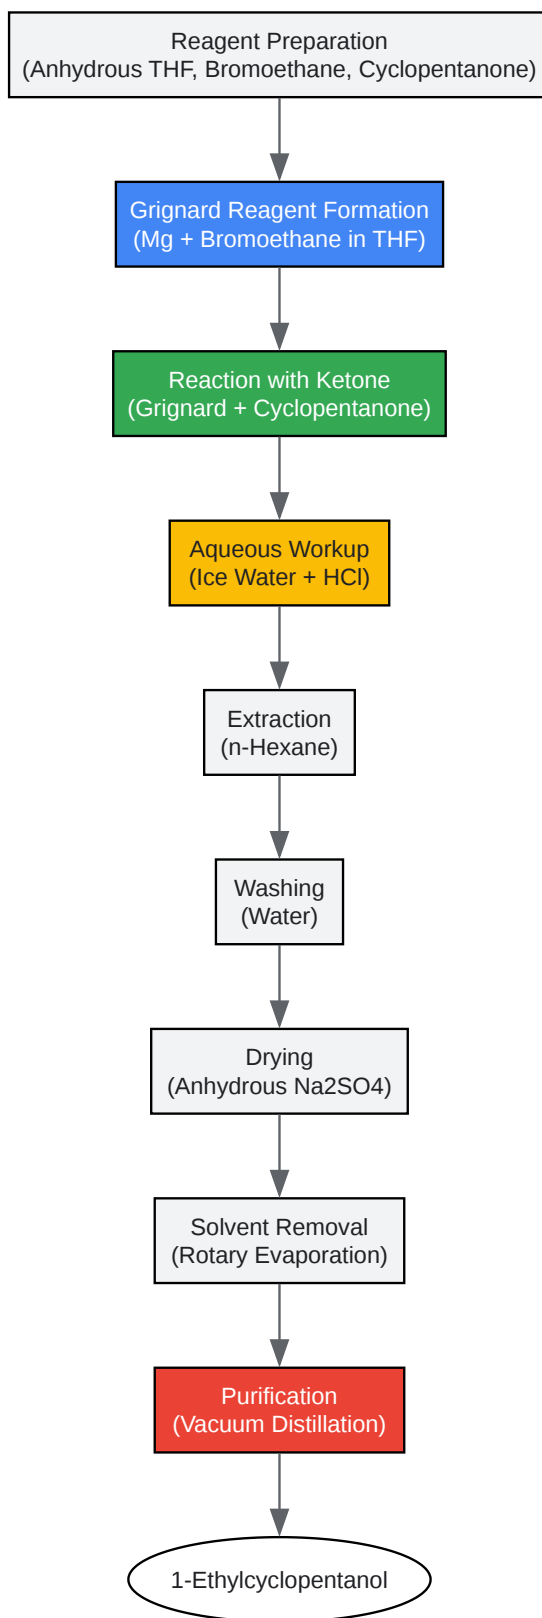 Reagent Preparation
(Anhydrous THF, Bromoethane, Cyclopentanone)
Grignard Reagent Formation
(Mg + Bromoethane in THF)
Reaction with Ketone
(Grignard + Cyclopentanone)
Aqueous Workup
(Ice Water + HCl)
Extraction
(n-Hexane)
Washing
(Water)
Drying
(Anhydrous Na2SO4)
Solvent Removal
(Rotary Evaporation)
Purification
(Vacuum Distillation)
1-Ethylcyclopentanol